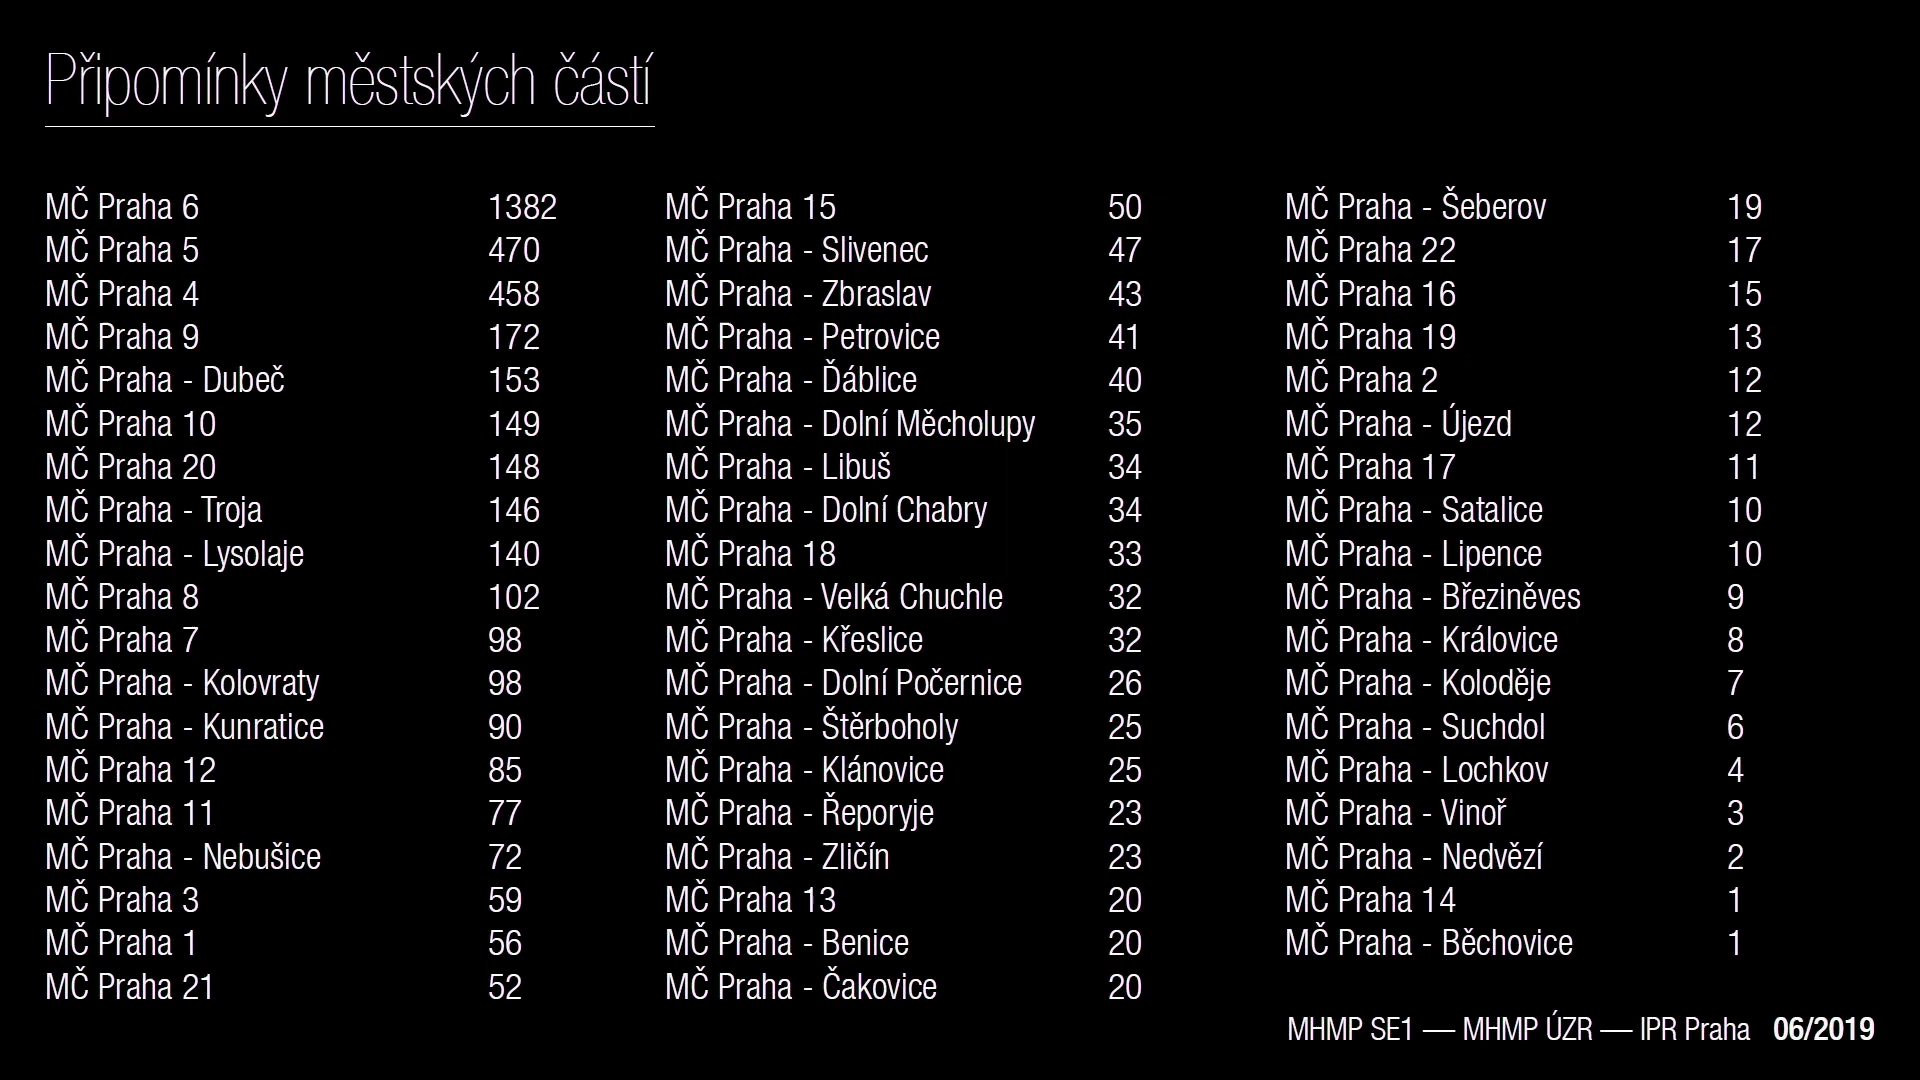 Připomínky městských částí
MČ Praha 6 1382
MČ Praha 5 470
MČ Praha 4 458
MČ Praha 9 172
MČ Praha - Dubeč 153
MČ Praha 10 149
MČ Praha 20 148
MČ Praha - Troja 146
MČ Praha - Lysolaje 140
MČ Praha 8 102
MČ Praha 7 98
MČ Praha - Kolovraty 98
MČ Praha - Kunratice 90
MČ Praha 12 85
MČ Praha 11 77
MČ Praha - Nebušice 72
MČ Praha 3 59
MČ Praha 1 56
MČ Praha 21 52
MČ Praha 15 50
MČ Praha - Slivenec 47
MČ Praha - Zbraslav 43
MČ Praha - Petrovice 41
MČ Praha - Ďáblice 40
MČ Praha - Dolní Měcholupy 35
MČ Praha - Libuš 34
MČ Praha - Dolní Chabry 34
MČ Praha 18 33
MČ Praha - Velká Chuchle 32
MČ Praha - Křeslice 32
MČ Praha - Dolní Počernice 26
MČ Praha - Štěrboholy 25
MČ Praha - Klánovice 25
MČ Praha - Řeporyje 23
MČ Praha - Zličín 23
MČ Praha 13 20
MČ Praha - Benice 20
MČ Praha - Čakovice 20
MČ Praha - Šeberov 19
MČ Praha 22 17
MČ Praha 16 15
MČ Praha 19 13
MČ Praha 2 12
MČ Praha - Újezd 12
MČ Praha 17 11
MČ Praha - Satalice 10
MČ Praha - Lipence 10
MČ Praha - Březiněves 9
MČ Praha - Královice 8
MČ Praha - Koloděje 7
MČ Praha - Suchdol 6
MČ Praha - Lochkov 4
MČ Praha - Vinoř 3
MČ Praha - Nedvězí 2
MČ Praha 14 1
MČ Praha - Běchovice 1
MHMP SE1 — MHMP ÚZR — IPR Praha 06/2019